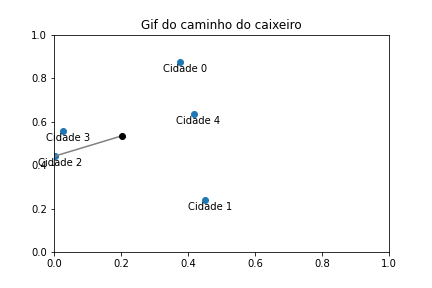 Gif do caminho do caixeiro
1.0
Cidade 0
0.8
0.6
Cidade 4
Cidade 3
0.4
Cidade 2
0.2
Cidade 1
0.0
0.0 0.2 0.4 0.6 0.8 1.0